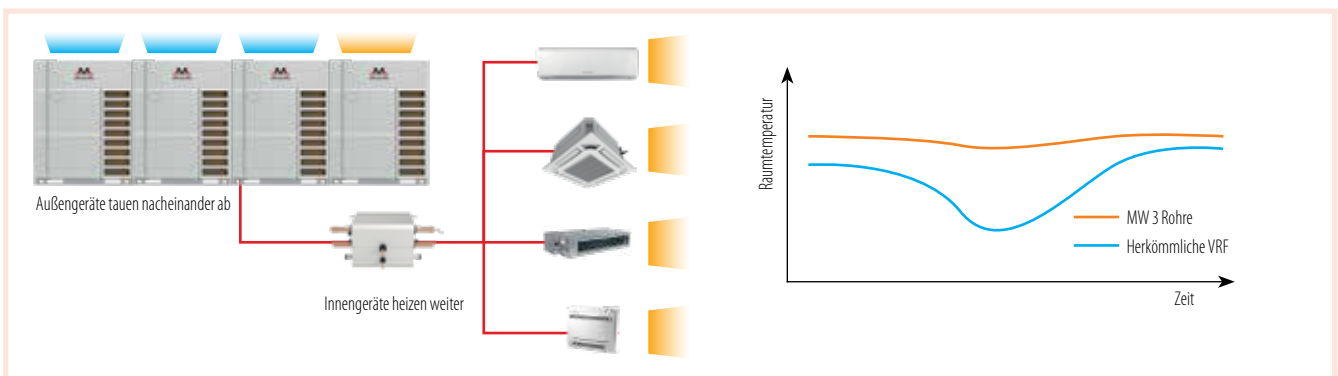 Außengeräte tauen nacheinander ab
Innengeräte heizen weiter
Raumtemperatur
MW 3 Rohre
Herkömmliche VRF
Zeit